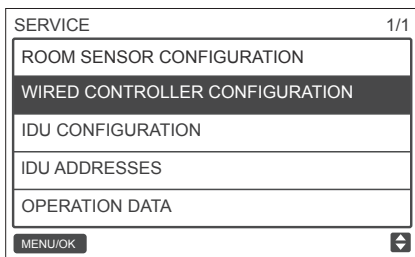 SERVICE 1/1
ROOM SENSOR CONFIGURATION
WIRED CONTROLLER CONFIGURATION
IDU CONFIGURATION
IDU ADDRESSES
OPERATION DATA
MENU/OK